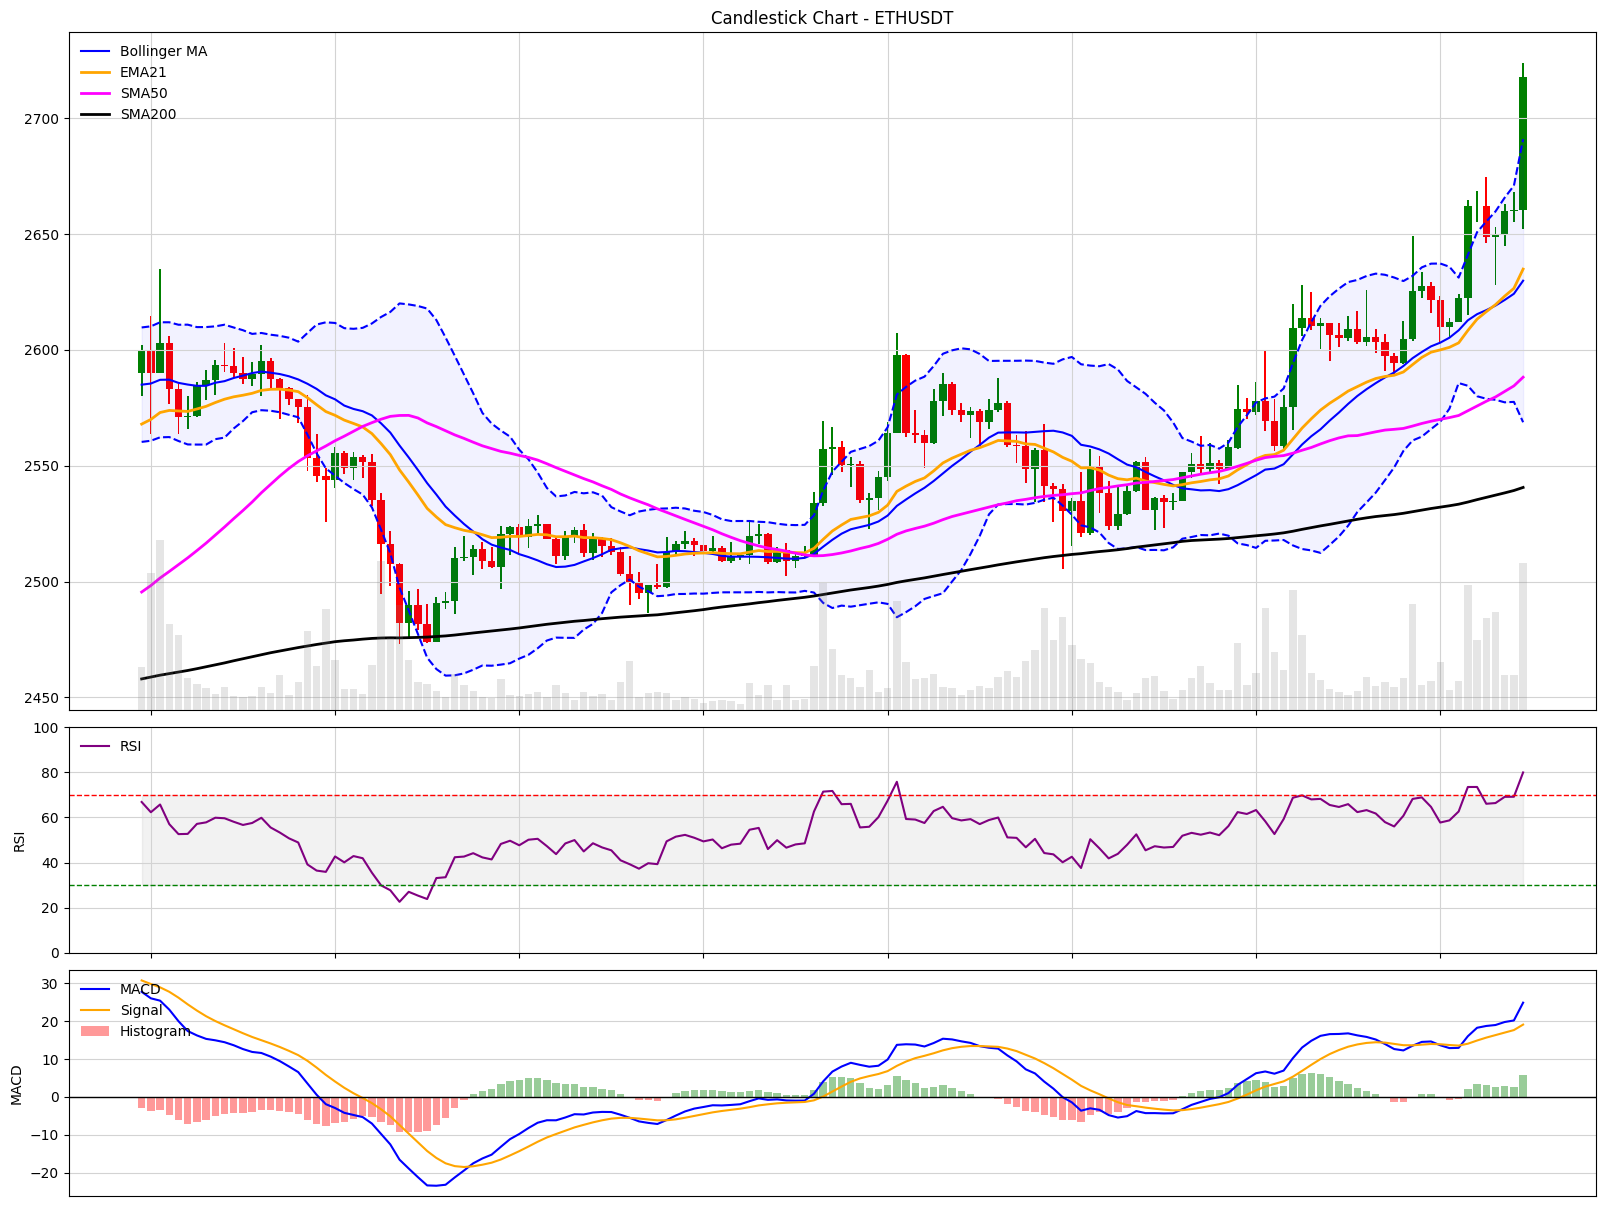 Candlestick Chart - ETHUSDT
Bollinger MA
EMA21
SMA50
SMA200
2700
2650
2600
2550
2500
2450
100
RSI
80
60
RSI
40
20
0
30
MACD
Signal
20
Histogram
10
MACD
0
−10
−20